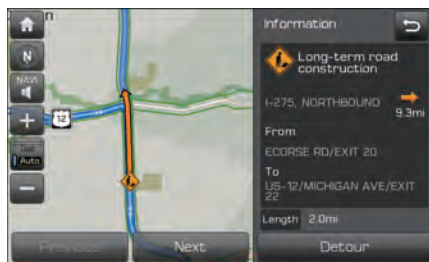 n
Information
N
Long-term road
construction
NAVI
I-275, NORTHBOUND
9.3mi
From
12
ECORSE RD/EXIT 20
Auto
To
US-12/MICHIGAN AVE/EXIT
22
Length 2.0mi
Previous
Next
Detour